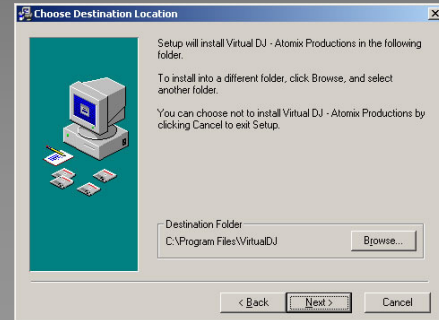 Choose Destination Location
Setup will install Virtual DJ - Atomix Productions in the following
folder.
To install into a different folder, click Browse, and select
another folder.
You can choose not to install Virtual DJ - Atomix Productions by
clicking Cancel to exit Setup.
Destination Folder
C:\Program Files\VirtualDJ
Browse...
< Back
Next >
Cancel